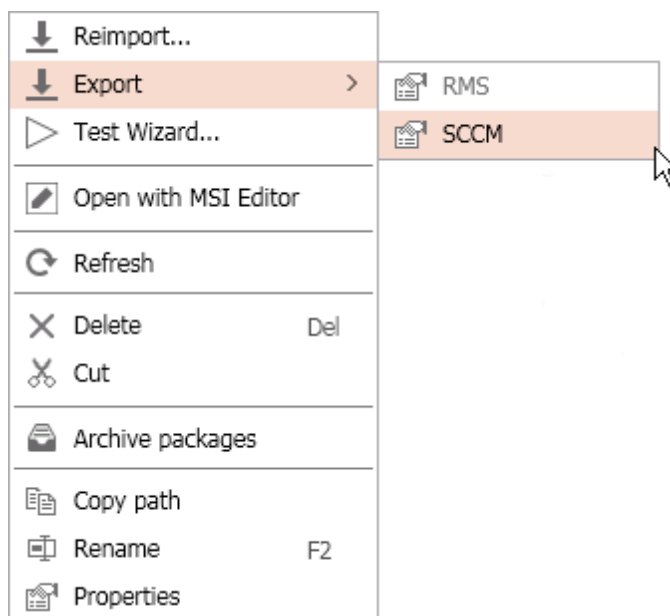 Reimport...
Export
RMS
Test Wizard...
SCCM
Open with MSI Editor
Refresh
Delete Del
Cut
Archive packages
Copy path
Rename F2
Properties